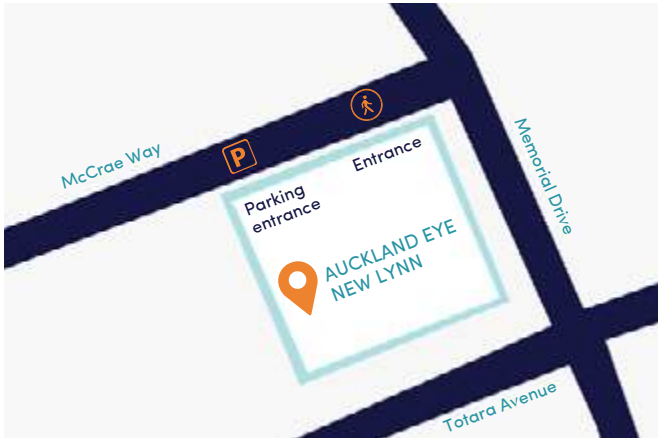 McCrae Way
P
Entrance
Parking
entrance
Memorial Drive
AUCKLAND EYE
NEW LYNN
Totara Avenue